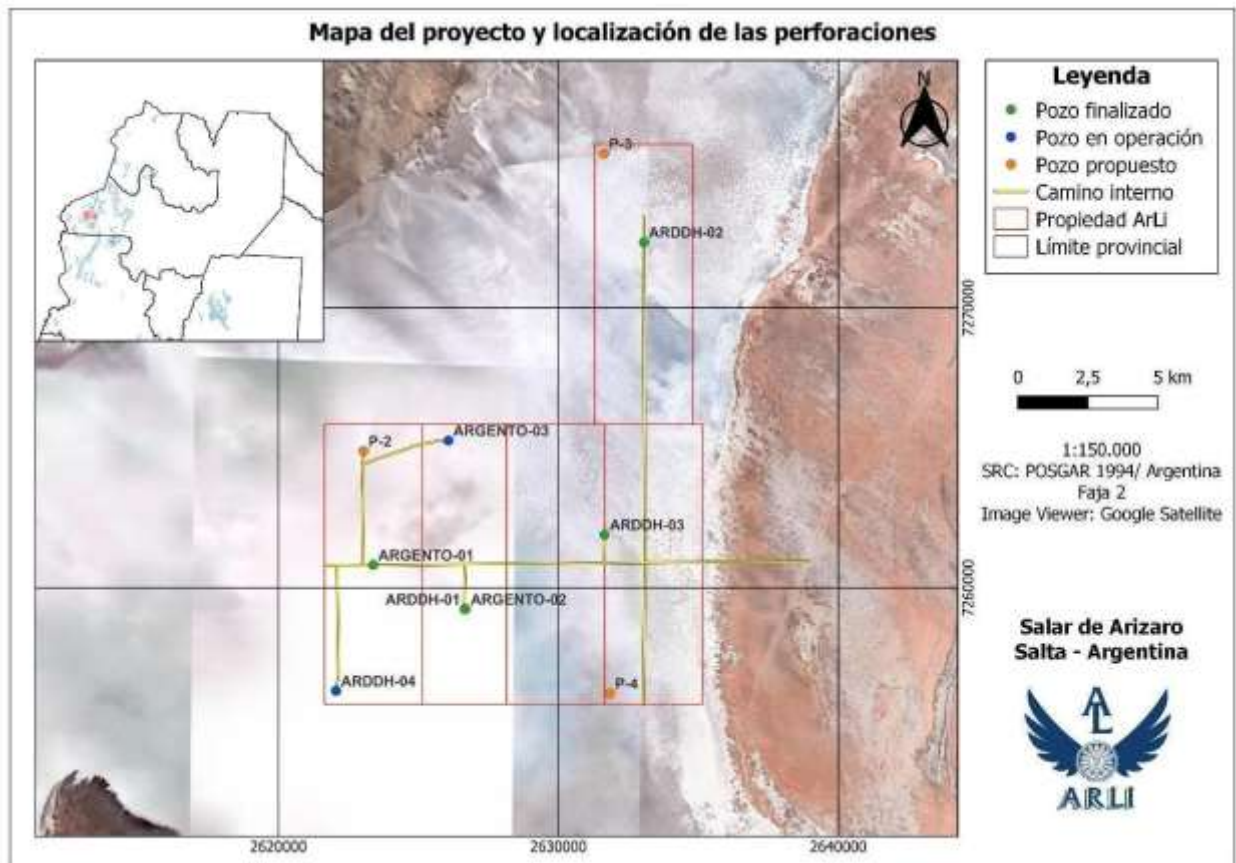 Mapa del proyecto y localización de las perforaciones
N
Leyenda
Pozo finalizado
Pozo en operación
Pozo propuesto
Camino interno
Propiedad ArLi
Límite provincial
P-3
ARDDH-02
7270000
0 2,5 5 km
1:150.000
SRC: POSGAR 1994/ Argentina
Faja 2
Image Viewer: Google Satellite
P-2
ARGENTO-03
ARDDH-03
ARGENTO-01
7260000
ARDDH-01 ARGENTO-02
ARDDH-04
P-4
Salar de Arizaro
Salta - Argentina
AL
ARLI
2620000
2630000
2640000